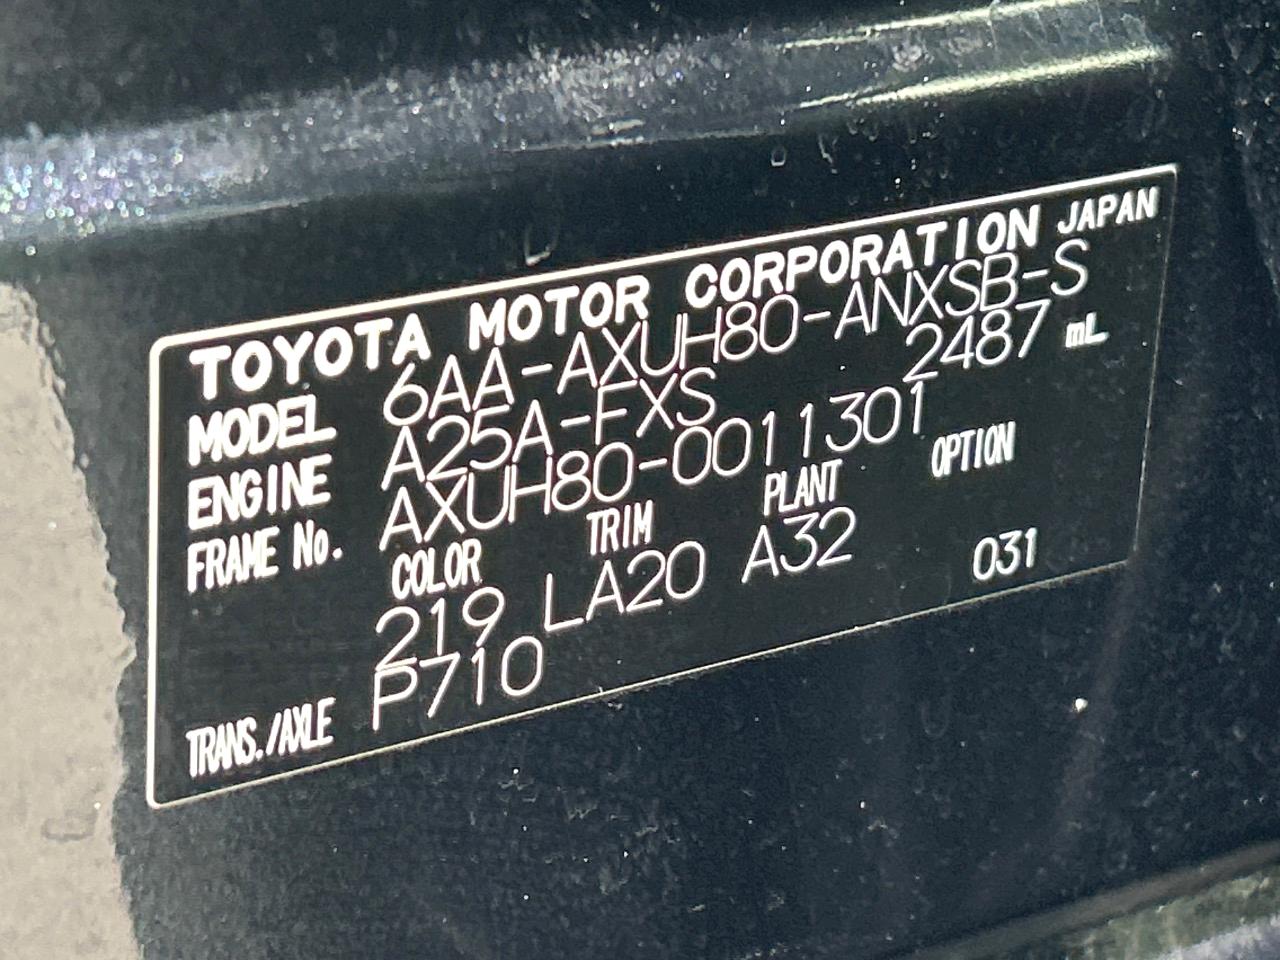 TOYOTA MOTOR CORPORATION JAPAN
MODEL 6AA-AXUH80-ANXSB-S
ENGINE A25A-FXS 2487 mL
FRAME No. AXUH80-0011301
COLOR TRIM PLANT OPTION
219 LA20 A32
TRANS./AXLE P710 031